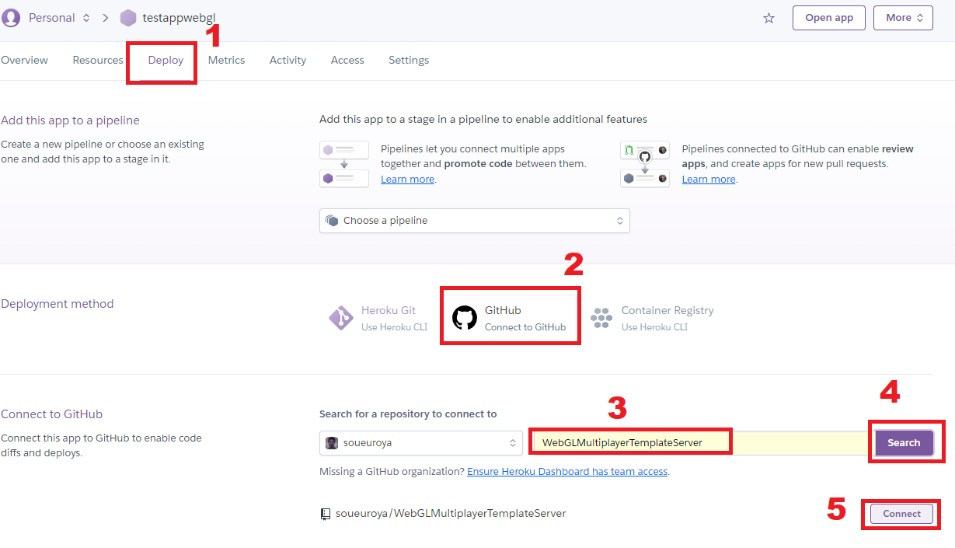 Personal
testappwebgl
Open app
More
1
Overview
Resources
Deploy
Metrics
Activity
Access
Settings
Add this app to a pipeline
Create a new pipeline or choose an existing
one and add this app to a stage in it.
Add this app to a stage in a pipeline to enable additional features
Pipelines let you connect multiple apps
together and promote code between them.
Learn more.
Pipelines connected to GitHub can enable review
apps, and create apps for new pull requests.
Learn more.
Choose a pipeline
2
Deployment method
Heroku Git
Use Heroku CLI
GitHub
Connect to GitHub
Container Registry
Use Heroku CLI
Connect to GitHub
Connect this app to GitHub to enable code
diffs and deploys.
Search for a repository to connect to
3
4
soueuroya
WebGLMultiplayerTemplateServer
Search
Missing a GitHub organization? Ensure Heroku Dashboard has team access.
soueuroya/WebGLMultiplayerTemplateServer
5
Connect